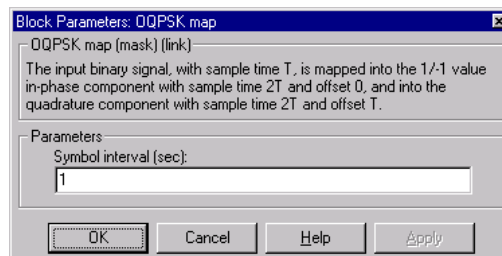 Block Parameters: OQPSK map
OQPSK map (mask) (link)
The input binary signal, with sample time T, is mapped into the 1/-1 value
in-phase component with sample time 2T and offset 0, and into the
quadrature component with sample time 2T and offset T.
Parameters
Symbol interval (sec):
1
OK Cancel Help Apply